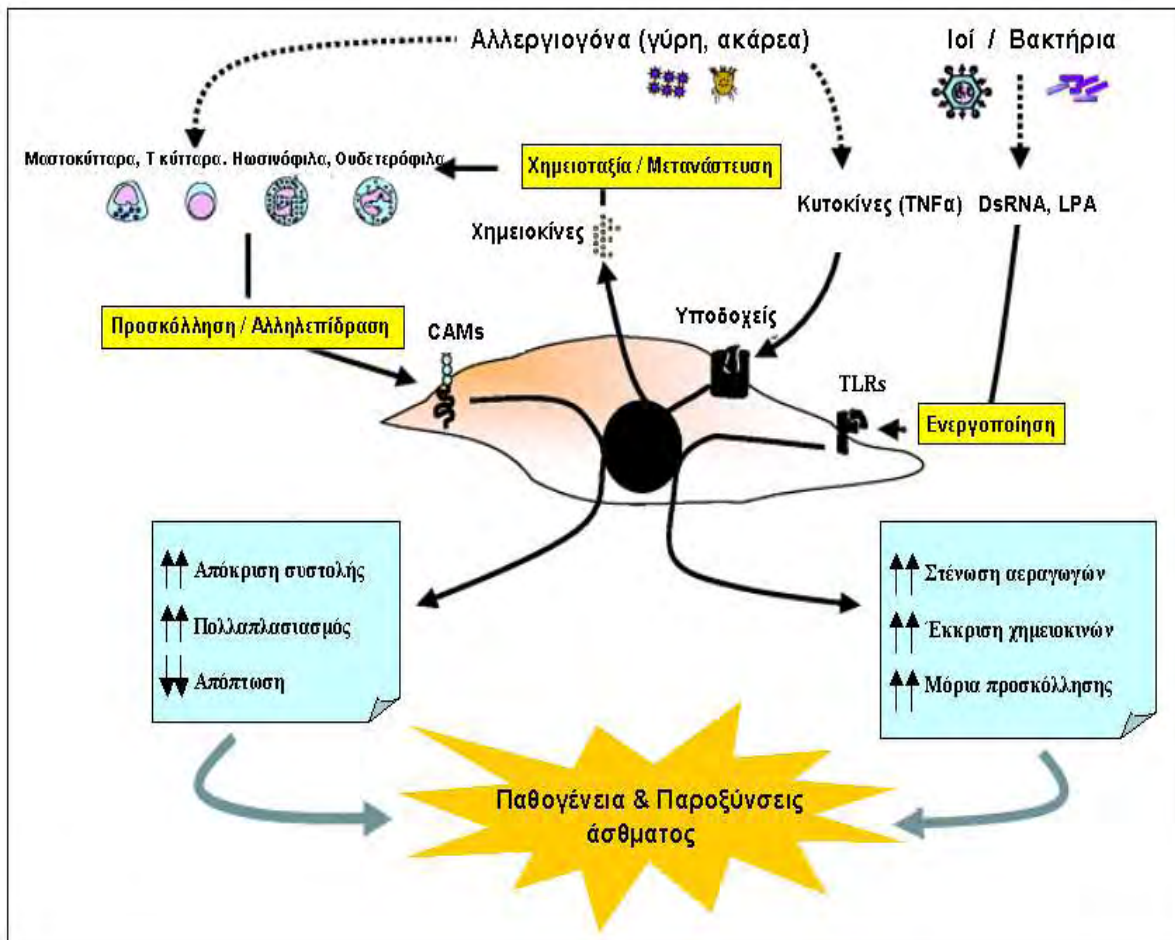 Αλλεργιογόνα (γύρη, ακάρεα)
Ιοί / Βακτήρια
Μαστοκύτταρα, Τ κύτταρα. Ηωσινόφιλα, Ουδετερόφιλα
Χημειοταξία / Μετανάστευση
Κυτοκίνες (TNFα) DsRNA, LPA
Χημειοκίνες
Προσκόλληση / Αλληλεπίδραση
CAMs
Υποδοχείς
TLRs
Ενεργοποίηση
Απόκριση συστολής
Πολλαπλασιασμός
Απόπτωση
Στένωση αεραγωγών
Έκκριση χημειοκινών
Μόρια προσκόλλησης
Παθογένεια & Παροξύνσεις
άσθματος